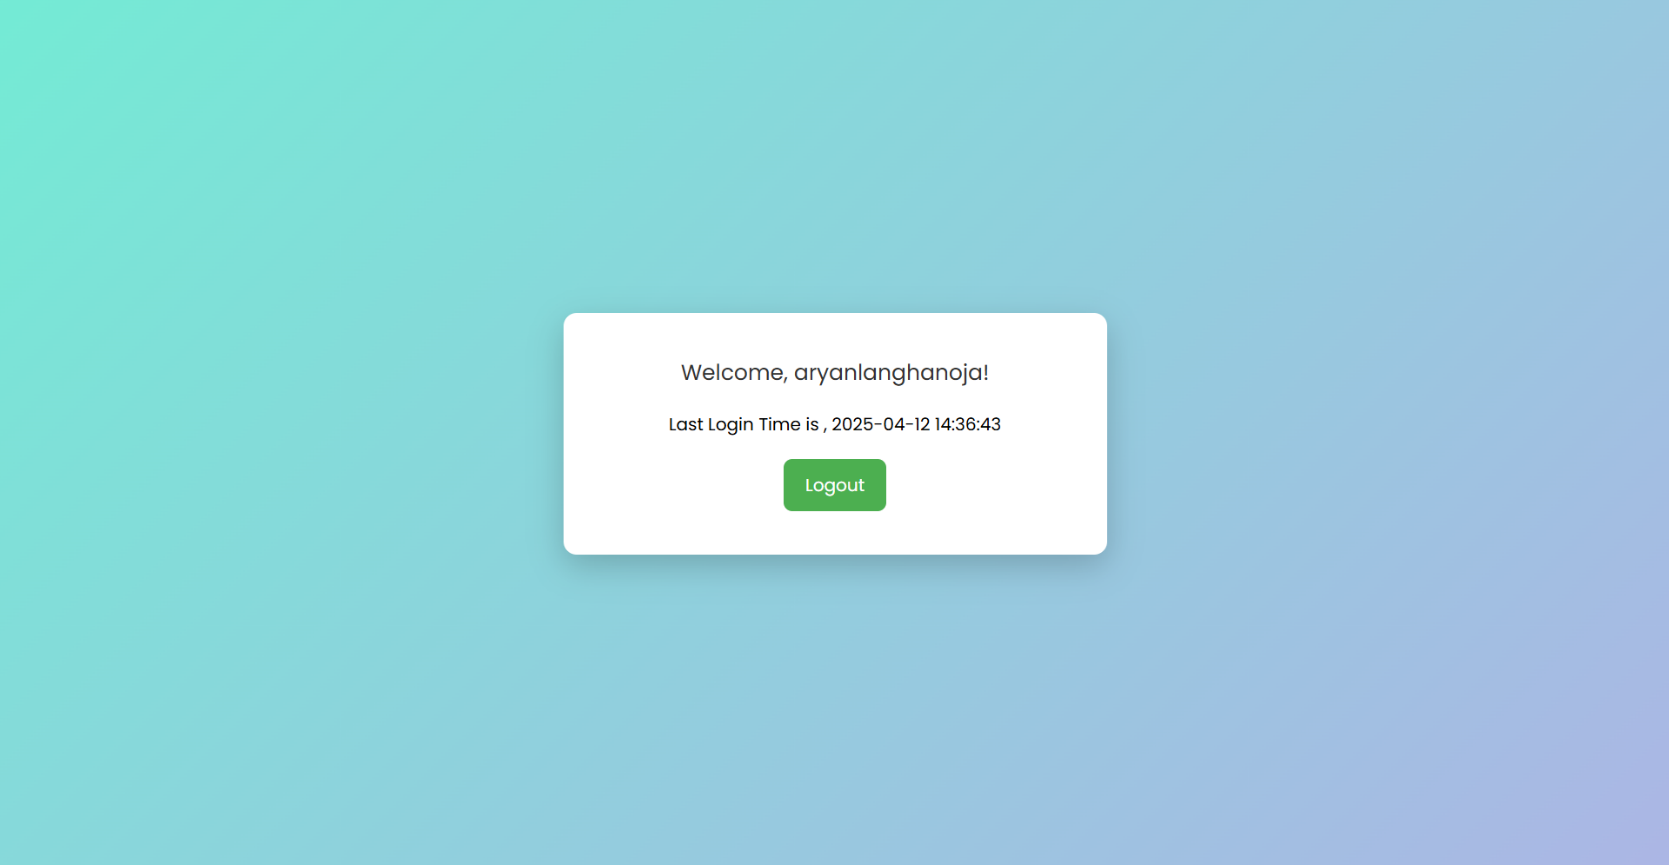 Welcome, aryanlanghanoja!
Last Login Time is , 2025-04-12 14:36:43
Logout